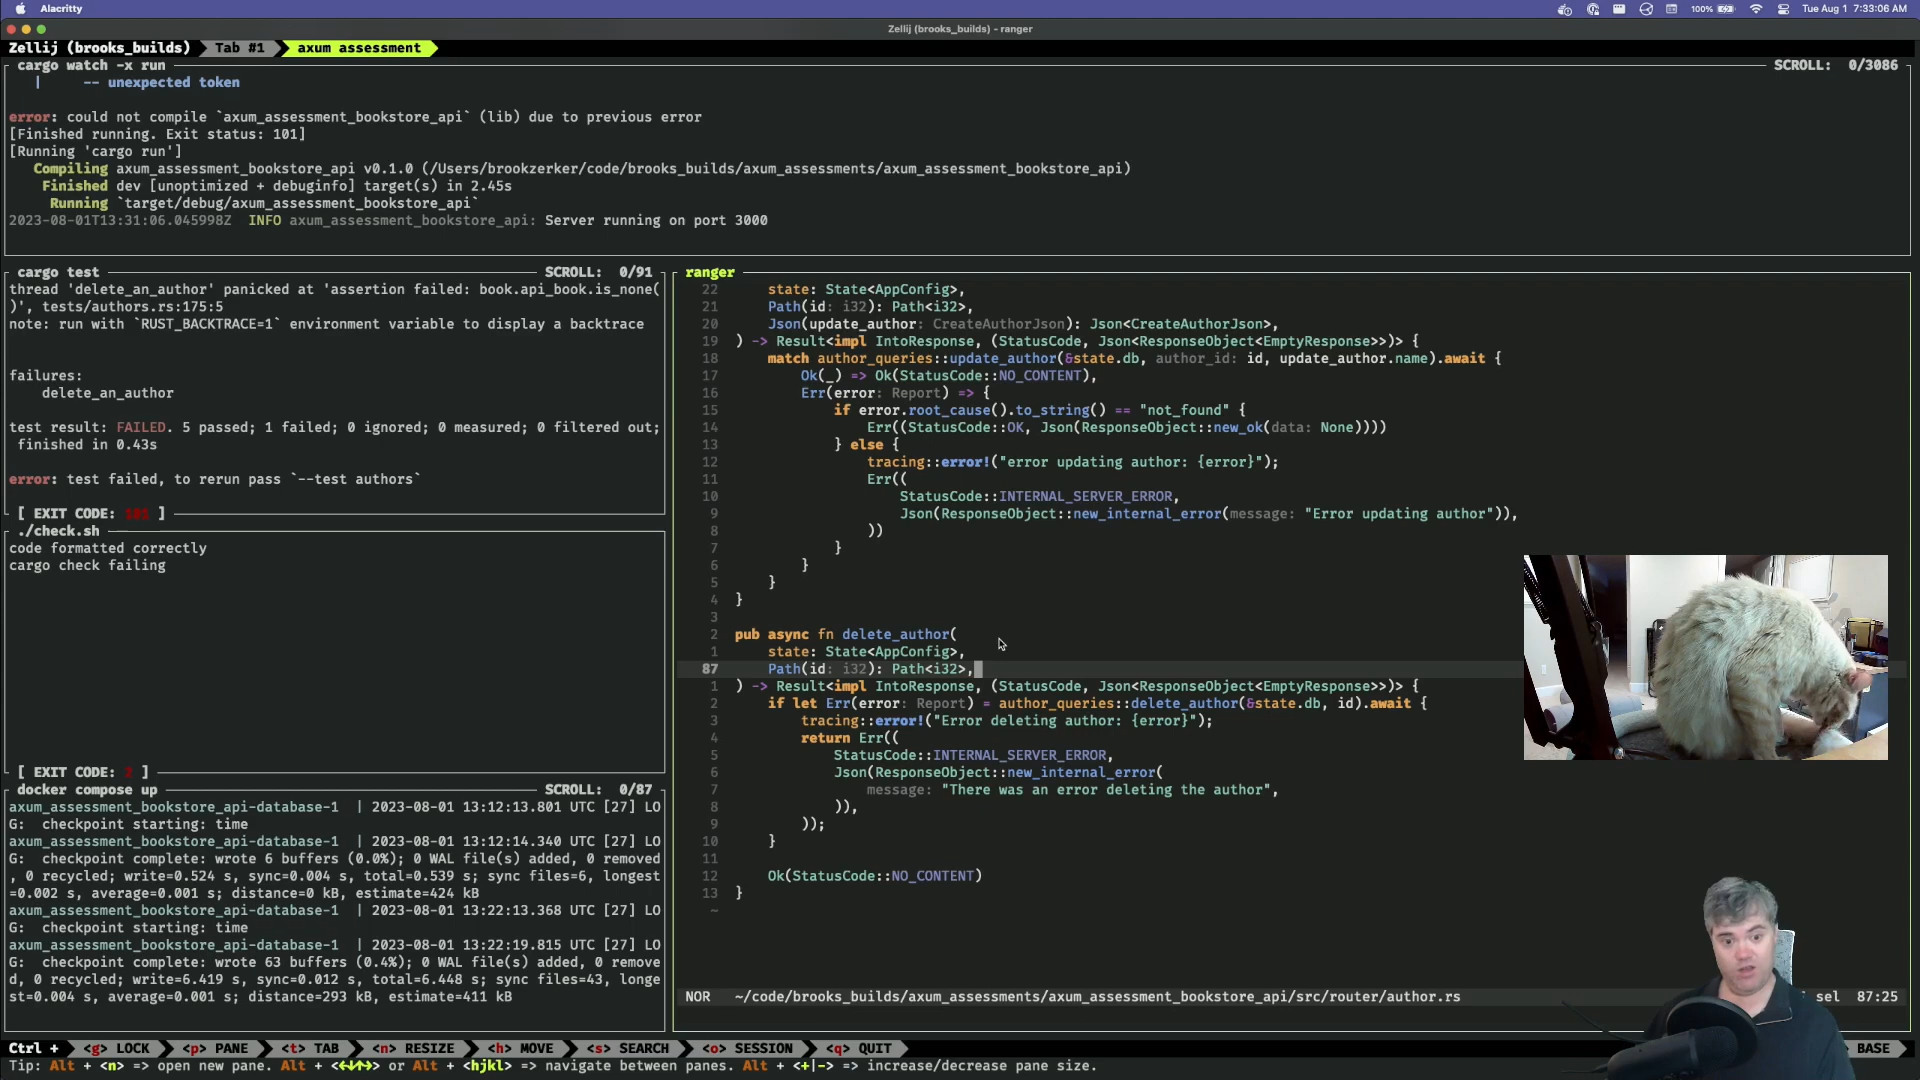 Alacritty
100%
Tue Aug 1 7:33:06 AM
Zellij (brooks_builds) - ranger
Zellij (brooks_builds) Tab #1 axum assessment
cargo watch -x run SCROLL: 0/3086
| -- unexpected token
error: could not compile `axum_assessment_bookstore_api` (lib) due to previous error
[Finished running. Exit status: 101]
[Running 'cargo run']
Compiling axum_assessment_bookstore_api v0.1.0 (/Users/brookzerker/code/brooks_builds/axum_assessments/axum_assessment_bookstore_api)
Finished dev [unoptimized + debuginfo] target(s) in 2.45s
Running `target/debug/axum_assessment_bookstore_api`
2023-08-01T13:31:06.045998Z INFO axum_assessment_bookstore_api: Server running on port 3000
cargo test SCROLL: 0/91
thread 'delete_an_author' panicked at 'assertion failed: book.api_book.is_none(
)', tests/authors.rs:175:5
note: run with `RUST_BACKTRACE=1` environment variable to display a backtrace
failures:
delete_an_author
test result: FAILED. 5 passed; 1 failed; 0 ignored; 0 measured; 0 filtered out;
finished in 0.43s
error: test failed, to rerun pass `--test authors`
[ EXIT CODE: 101 ]
./check.sh
code formatted correctly
cargo check failing
[ EXIT CODE: ]
docker compose up SCROLL: 0/87
axum_assessment_bookstore_api-database-1 | 2023-08-01 13:12:13.801 UTC [27] LO
G: checkpoint starting: time
axum_assessment_bookstore_api-database-1 | 2023-08-01 13:12:14.340 UTC [27] LO
G: checkpoint complete: wrote 6 buffers (0.0%); 0 WAL file(s) added, 0 removed
, 0 recycled; write=0.524 s, sync=0.004 s, total=0.539 s; sync files=6, longest
=0.002 s, average=0.001 s; distance=0 kB, estimate=424 kB
axum_assessment_bookstore_api-database-1 | 2023-08-01 13:22:13.368 UTC [27] LO
G: checkpoint starting: time
axum_assessment_bookstore_api-database-1 | 2023-08-01 13:22:19.815 UTC [27] LO
G: checkpoint complete: wrote 63 buffers (0.4%); 0 WAL file(s) added, 0 remove
d, 0 recycled; write=6.419 s, sync=0.012 s, total=6.448 s; sync files=43, longe
st=0.004 s, average=0.001 s; distance=293 kB, estimate=411 kB
ranger
22 state: State<AppConfig>,
21 Path(id: i32): Path<i32>,
20 Json(update_author: CreateAuthorJson): Json<CreateAuthorJson>,
19 ) -> Result<impl IntoResponse, (StatusCode, Json<ResponseObject<EmptyResponse>>)> {
18 match author_queries::update_author(&state.db, author_id: id, update_author.name).await {
17 Ok(_) => Ok(StatusCode::NO_CONTENT),
16 Err(error: Report) => {
15 if error.root_cause().to_string() == "not_found" {
14 Err((StatusCode::OK, Json(ResponseObject::new_ok(data: None))))
13 } else {
12 tracing::error!("error updating author: {error}");
11 Err((
10 StatusCode::INTERNAL_SERVER_ERROR,
9 Json(ResponseObject::new_internal_error(message: "Error updating author")),
8 ))
7 }
6 }
5 }
4 }
3
2 pub async fn delete_author(
1 state: State<AppConfig>,
87 Path(id: i32): Path<i32>,
1 ) -> Result<impl IntoResponse, (StatusCode, Json<ResponseObject<EmptyResponse>>)> {
2 if let Err(error: Report) = author_queries::delete_author(&state.db, id).await {
3 tracing::error!("Error deleting author: {error}");
4 return Err((
5 StatusCode::INTERNAL_SERVER_ERROR,
6 Json(ResponseObject::new_internal_error(
7 message: "There was an error deleting the author",
8 )),
9 ));
10 }
11
12 Ok(StatusCode::NO_CONTENT)
13 }
~
NOR ~/code/brooks_builds/axum_assessments/axum_assessment_bookstore_api/src/router/author.rs sel 87:25
Ctrl + <g> LOCK <p> PANE <t> TAB <n> RESIZE <h> MOVE <s> SEARCH <o> SESSION <q> QUIT BASE
Tip: Alt + <n> => open new pane. Alt + <←↓↑→> or Alt + <hjkl> => navigate between panes. Alt + <+|-> => increase/decrease pane size.